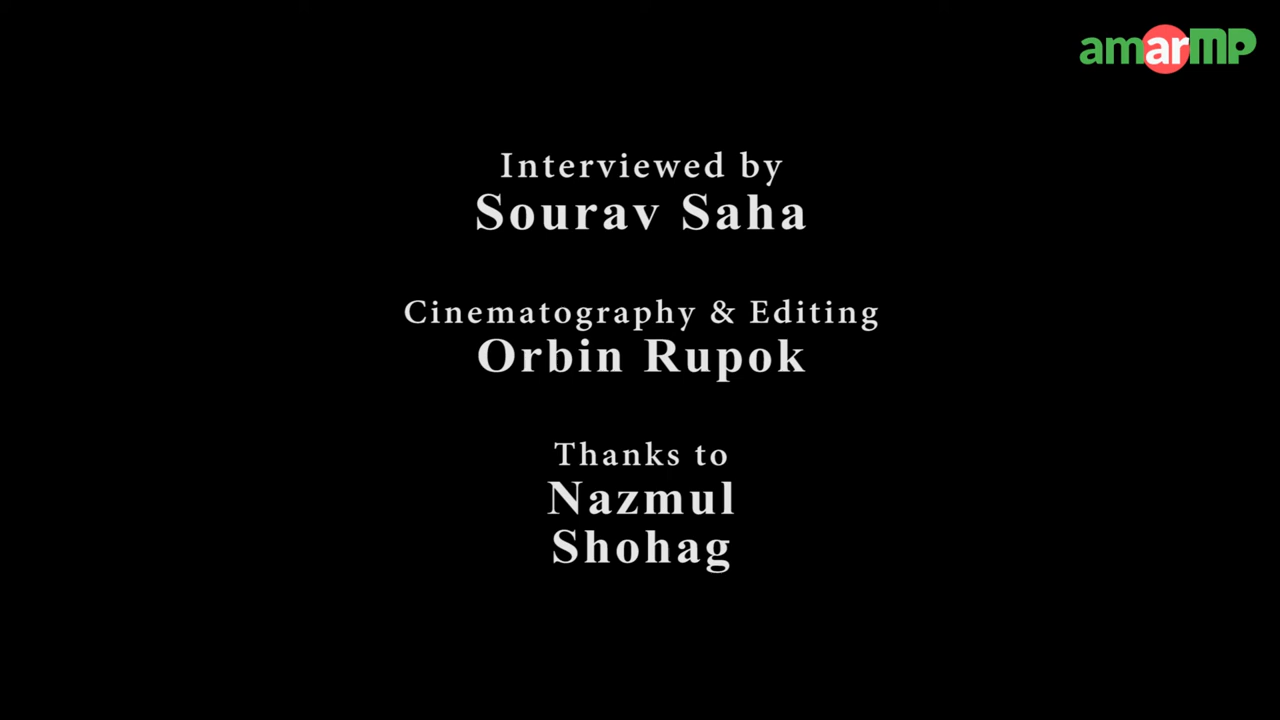 amarMP
Interviewed by
Sourav Saha
Cinematography & Editing
Orbin Rupok
Thanks to
Nazmul
Shohag